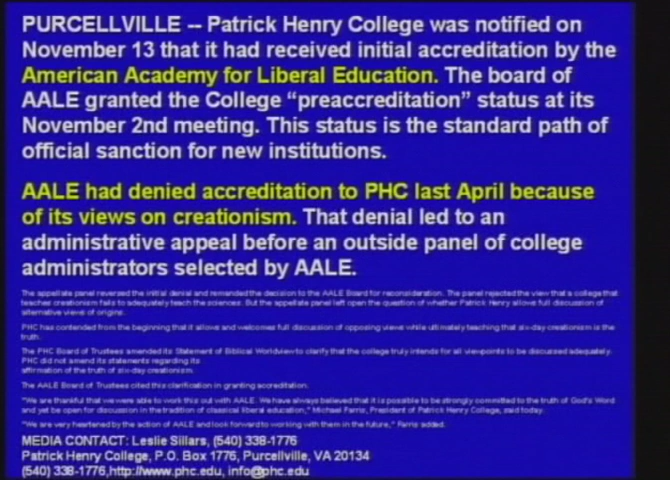 PURCELLVILLE -- Patrick Henry College was notified on
November 13 that it had received initial accreditation by the
American Academy for Liberal Education. The board of
AALE granted the College “preaccreditation” status at its
November 2nd meeting. This status is the standard path of
official sanction for new institutions.
AALE had denied accreditation to PHC last April because
of its views on creationism. That denial led to an
administrative appeal before an outside panel of college
administrators selected by AALE.
The appellate panel reversed the initial denial and remanded the decision to the AALE Board for reconsideration. The panel rejected the view that a college that
teaches creationism fails to adequately teach the sciences. But the appellate panel left open the question of whether Patrick Henry allows full discussion of
alternative views of origins.
PHC has contended from the beginning that it allows and welcomes full discussion of opposing views while ultimately teaching that six-day creationism is the
truth.
The PHC Board of Trustees amended its Statement of Biblical Worldview to clarify that the college truly intends for all viewpoints to be discussed adequately.
PHC did not amend its statements regarding its
affirmation of the truth of six-day creationism.
The AALE Board of Trustees cited this clarification in granting accreditation.
"We are thankful that we were able to work this out with AALE. We have always believed that it is possible to be strongly committed to the truth of God's Word
and yet be open for discussion in the tradition of classical liberal education," Michael Farris, President of Patrick Henry College, said today.
"We are very heartened by the action of AALE and look forward to working with them in the future," Farris added.
MEDIA CONTACT: Leslie Sillars, (540) 338-1776
Patrick Henry College, P.O. Box 1776, Purcellville, VA 20134
(540) 338-1776,http://www.phc.edu, info@phc.edu